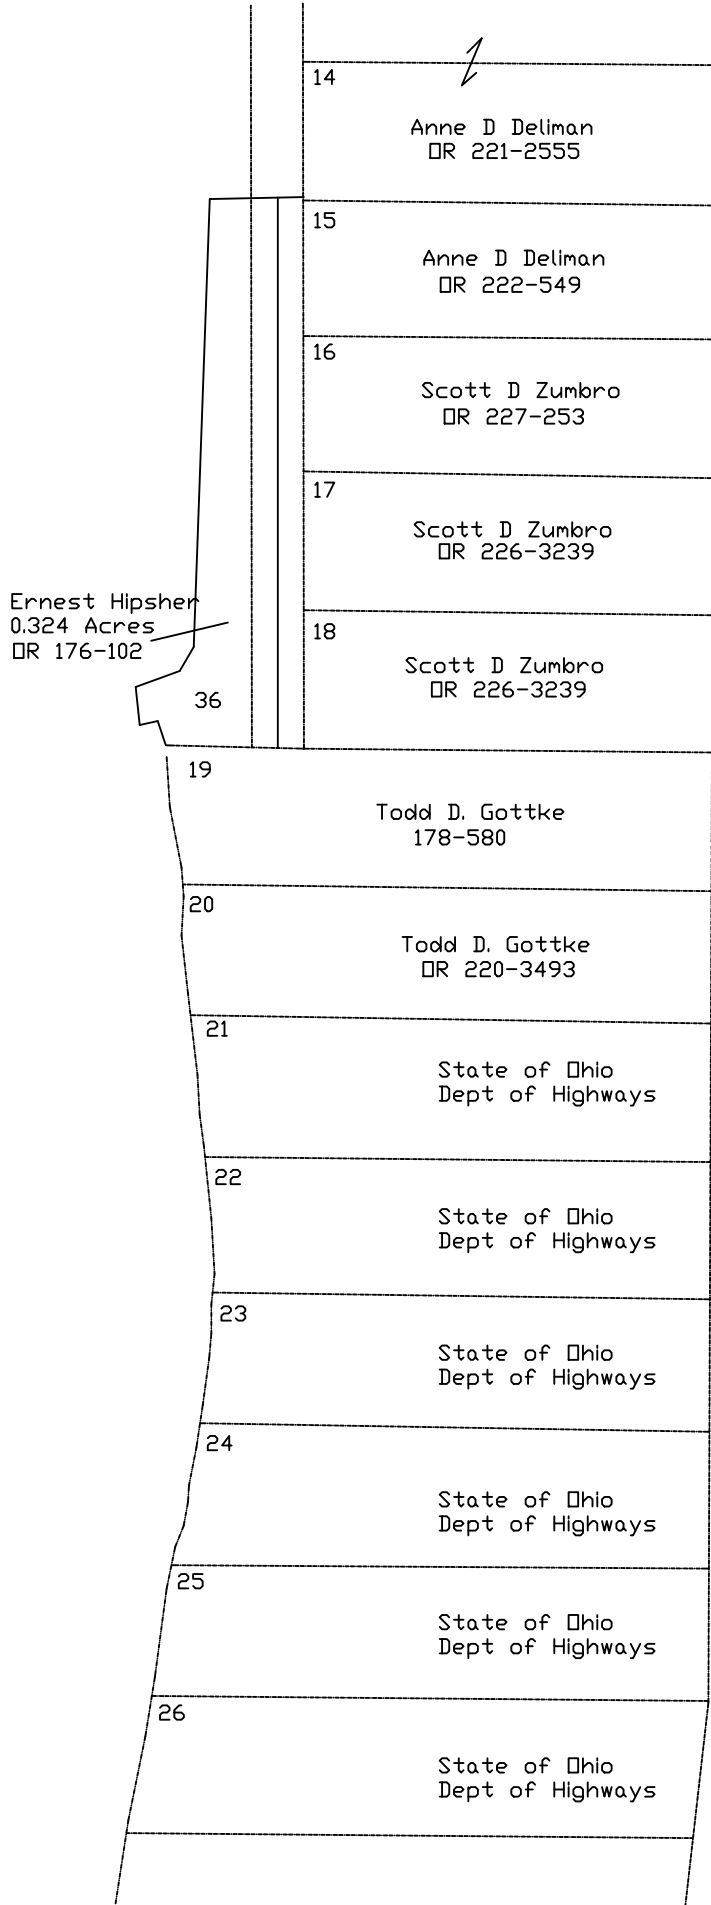 14
Anne D Deliman
OR 221-2555
15
Anne D Deliman
OR 222-549
16
Scott D Zumbro
OR 227-253
17
Scott D Zumbro
OR 226-3239
Ernest Hipsher
0.324 Acres
OR 176-102
18
Scott D Zumbro
OR 226-3239
36
19
Todd D. Gottke
178-580
20
Todd D. Gottke
OR 220-3493
21
State of Ohio
Dept of Highways
22
State of Ohio
Dept of Highways
23
State of Ohio
Dept of Highways
24
State of Ohio
Dept of Highways
25
State of Ohio
Dept of Highways
26
State of Ohio
Dept of Highways